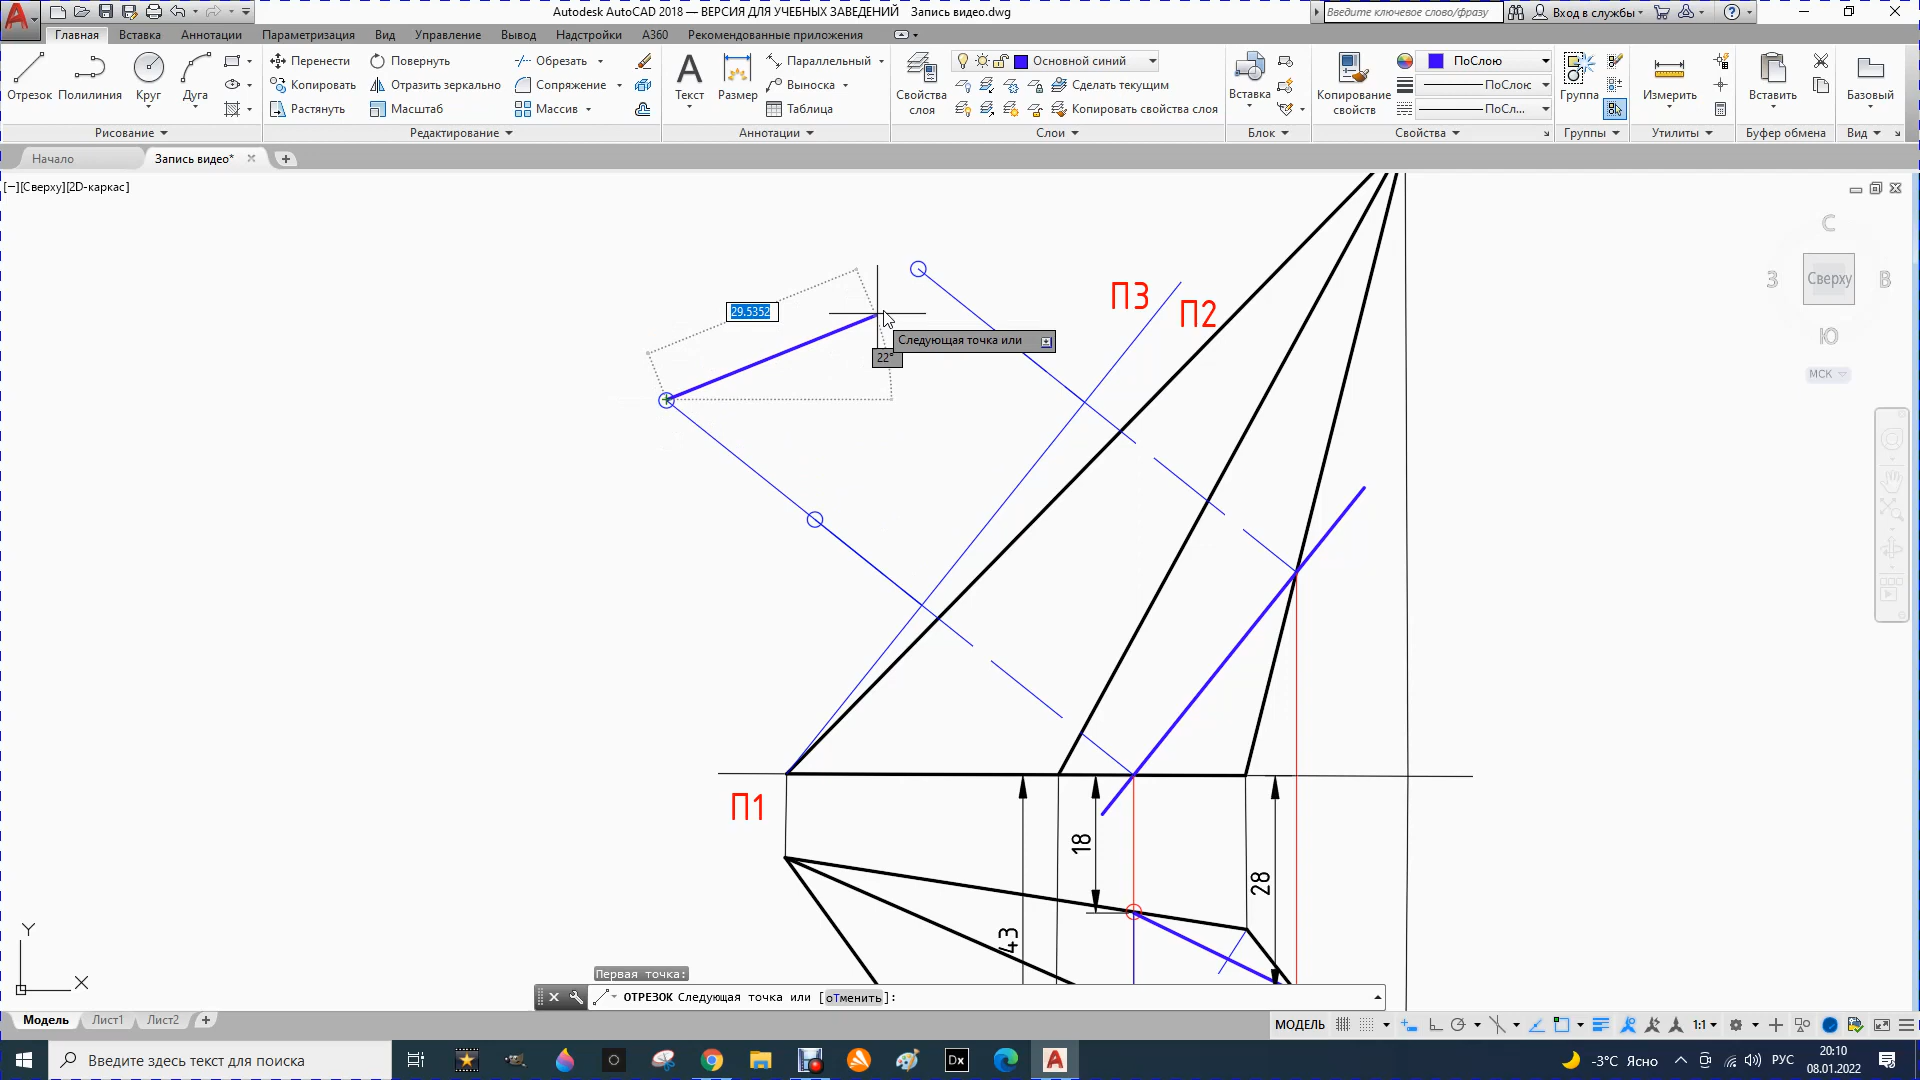 Autodesk AutoCAD 2018 — ВЕРСИЯ ДЛЯ УЧЕБНЫХ ЗАВЕДЕНИЙ Запись видео.dwg
Введите ключевое слово/фразу
Вход в службы
Главная Вставка Аннотации Параметризация Вид Управление Вывод Надстройки A360 Рекомендованные приложения
Отрезок Полилиния Круг Дуга
Перенести Повернуть Обрезать
Копировать Отразить зеркально Сопряжение
Растянуть Масштаб Массив
Текст Размер
Параллельный
Выноска
Таблица
Свойства слоя
Основной синий
Сделать текущим
Копировать свойства слоя
Вставка
Копирование свойств
ПоСлою
ПоСлою
ПоСл...
Группа
Измерить
Вставить
Базовый
Рисование Редактирование Аннотации Слои Блок Свойства Группы Утилиты Буфер обмена Вид
Начало Запись видео*
[−][Сверху][2D-каркас]
С
З Сверху В
Ю
МСК
29.5352
Следующая точка или
22°
П3
П2
П1
18
28
43
Y
X
Первая точка:
ОТРЕЗОК Следующая точка или [оТменить]:
Модель Лист1 Лист2
МОДЕЛЬ
1:1
Введите здесь текст для поиска
Dx
-3°C Ясно
РУС
20:10
08.01.2022